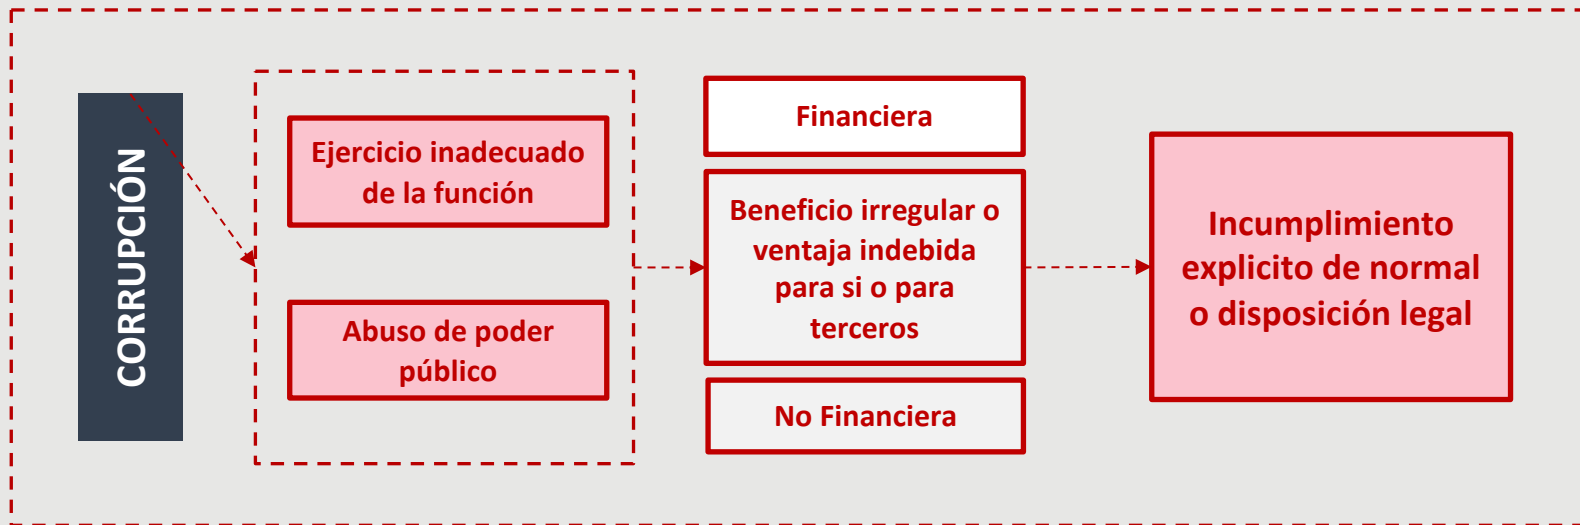 CORRUPCIÓN
Ejercicio inadecuado
de la función
Abuso de poder
público
Financiera
Beneficio irregular o
ventaja indebida
para si o para
terceros
No Financiera
Incumplimiento
explicito de normal
o disposición legal